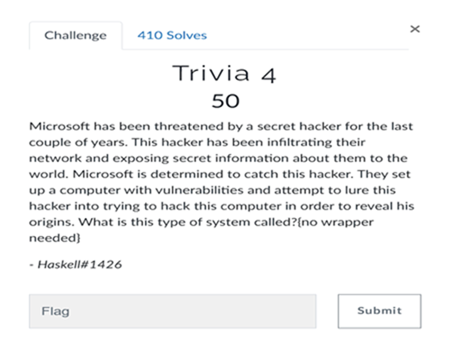 Challenge
410 Solves
×
Trivia 4
50
Microsoft has been threatened by a secret hacker for the last
couple of years. This hacker has been infiltrating their
network and exposing secret information about them to the
world. Microsoft is determined to catch this hacker. They set
up a computer with vulnerabilities and attempt to lure this
hacker into trying to hack this computer in order to reveal his
origins. What is this type of system called?{no wrapper
needed}
- Haskell#1426
Flag
Submit